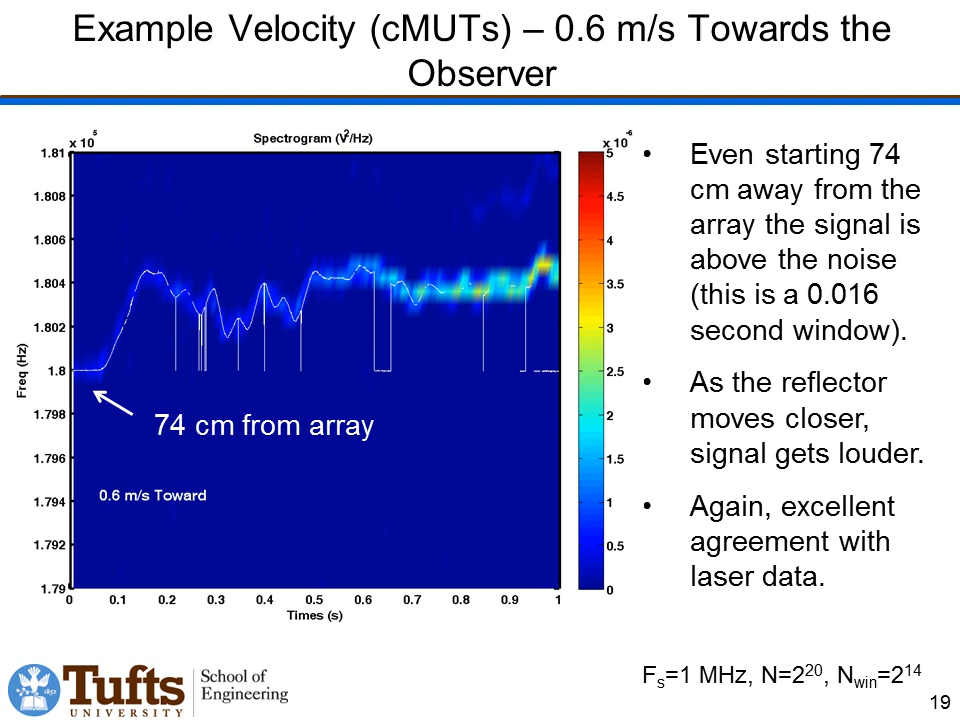 Example Velocity (cMUTs) – 0.6 m/s Towards the
Observer
x 10^5
Spectrogram (V^2/Hz)
x 10^-6
1.81
1.808
1.806
1.804
1.802
1.8
1.798
1.796
1.794
1.792
1.79
Freq (Hz)
74 cm from array
0.6 m/s Toward
0 0.1 0.2 0.3 0.4 0.5 0.6 0.7 0.8 0.9 1
Times (s)
5
4.5
4
3.5
3
2.5
2
1.5
1
0.5
0
• Even starting 74
cm away from the
array the signal is
above the noise
(this is a 0.016
second window).
• As the reflector
moves closer,
signal gets louder.
• Again, excellent
agreement with
laser data.
Fs=1 MHz, N=2^20, Nwin=2^14
1852
Tufts
UNIVERSITY
School of
Engineering
19